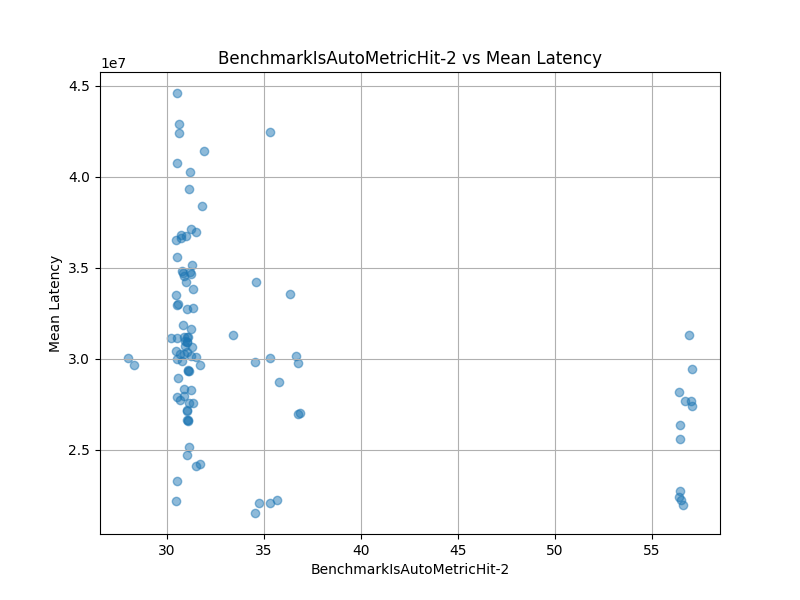 BenchmarkIsAutoMetricHit-2 vs Mean Latency
1e7
4.5
4.0
3.5
3.0
2.5
Mean Latency
30 35 40 45 50 55
BenchmarkIsAutoMetricHit-2